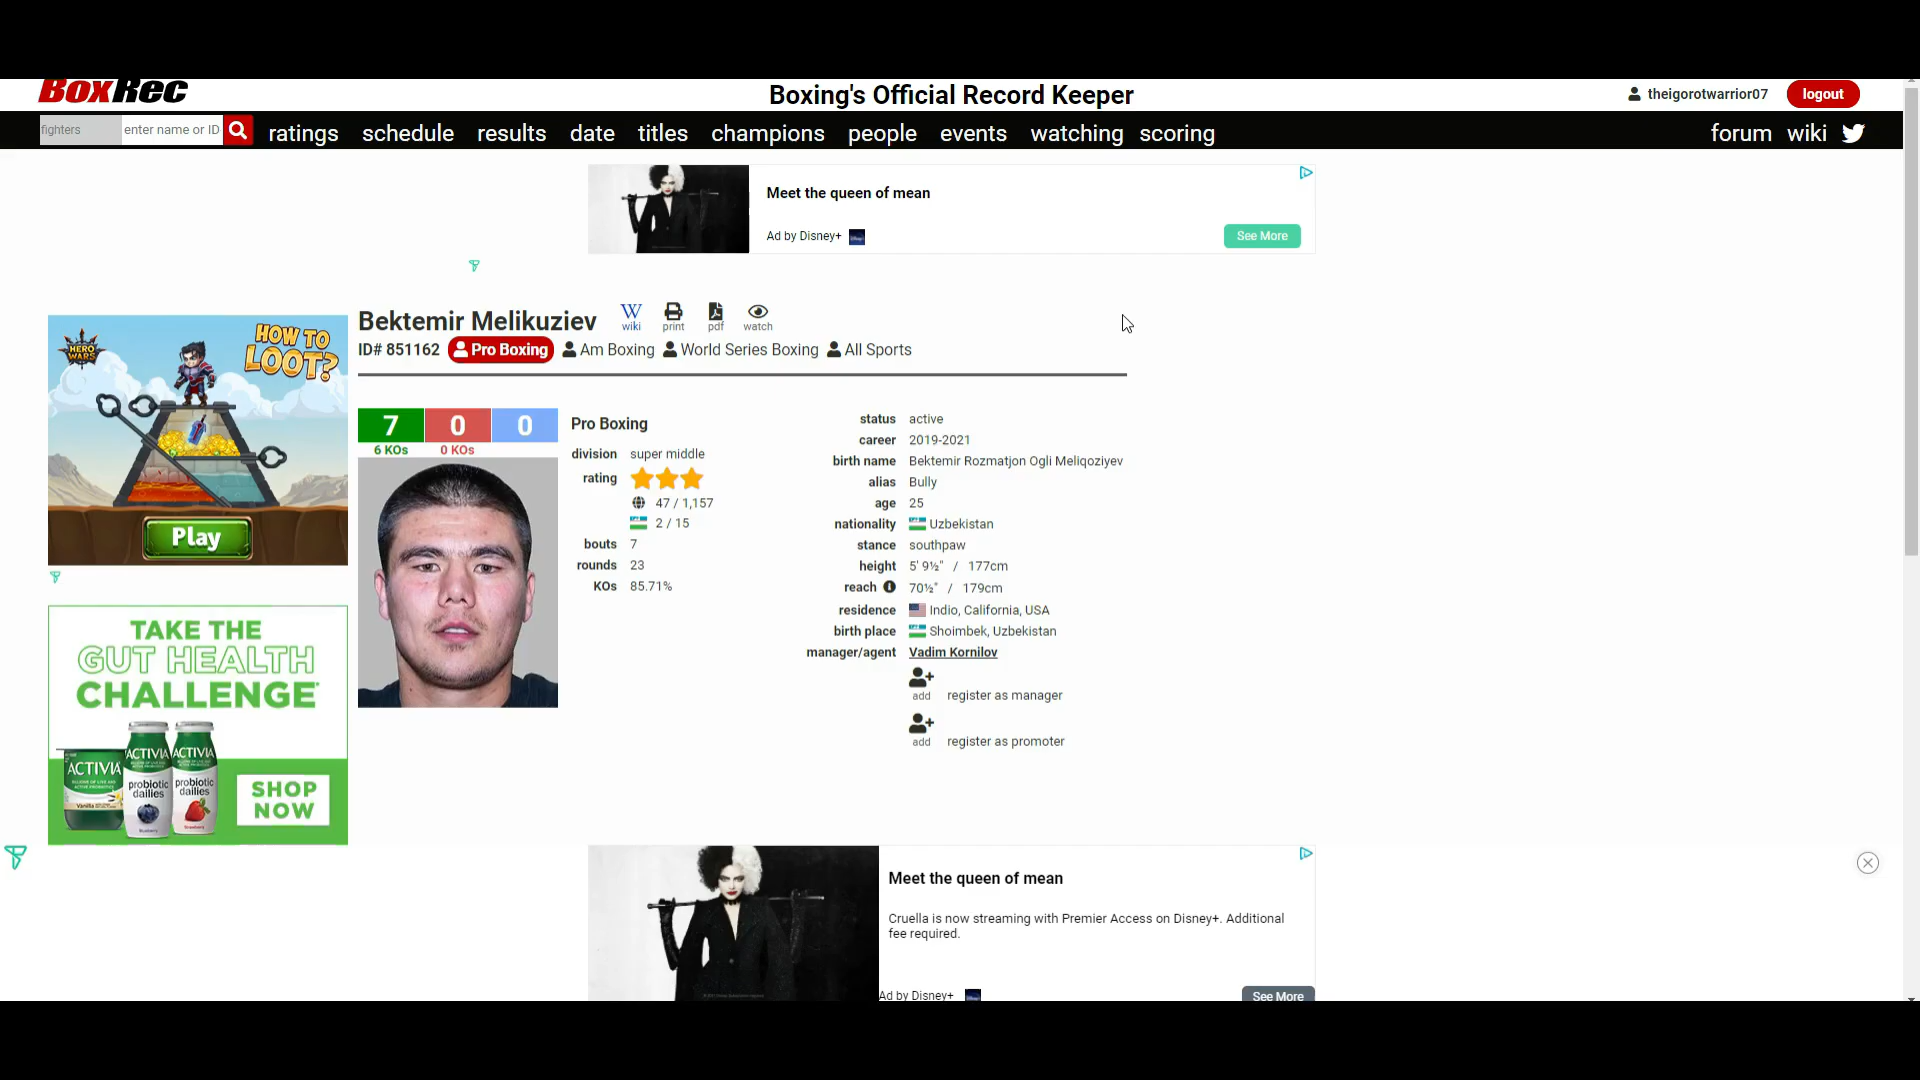 BoxRec
Boxing's Official Record Keeper
theigorotwarrior07
logout
fighters
enter name or ID
ratings schedule results date titles champions people events watching scoring
forum wiki
Meet the queen of mean
Ad by Disney+
See More
Bektemir Melikuziev
wiki print pdf watch
ID# 851162 Pro Boxing Am Boxing World Series Boxing All Sports
HERO WARS
HOW TO LOOT?
Play
7 0 0
6 KOs 0 KOs
Pro Boxing
division super middle
rating
47 / 1,157
2 / 15
bouts 7
rounds 23
KOs 85.71%
status active
career 2019-2021
birth name Bektemir Rozmatjon Ogli Meliqoziyev
alias Bully
age 25
nationality Uzbekistan
stance southpaw
height 5' 9½" / 177cm
reach 70½" / 179cm
residence Indio, California, USA
birth place Shoimbek, Uzbekistan
manager/agent Vadim Kornilov
add register as manager
add register as promoter
TAKE THE
GUT HEALTH
CHALLENGE
ACTIVIA
ACTIVIA
ACTIVIA
probiotic dailies
probiotic dailies
Vanilla
Blueberry
Strawberry
SHOP NOW
Meet the queen of mean
Cruella is now streaming with Premier Access on Disney+. Additional
fee required.
Ad by Disney+
See More